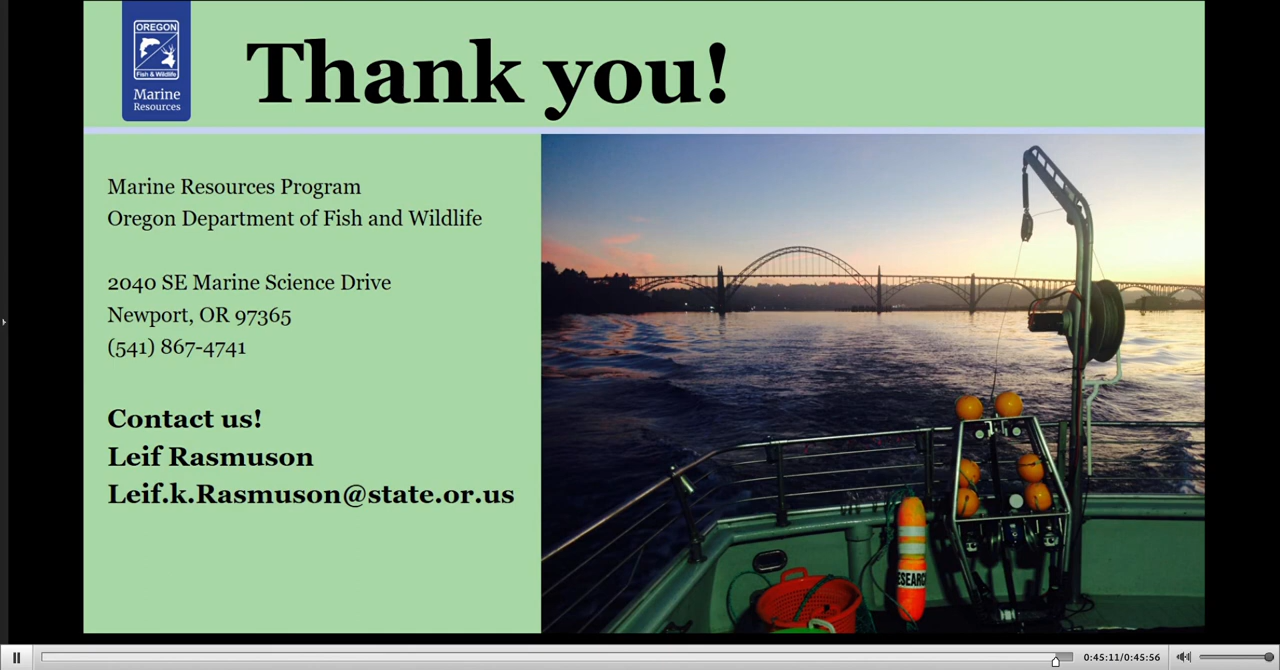 OREGON
Fish & Wildlife
Marine
Resources
Thank you!
Marine Resources Program
Oregon Department of Fish and Wildlife
2040 SE Marine Science Drive
Newport, OR 97365
(541) 867-4741
Contact us!
Leif Rasmuson
Leif.k.Rasmuson@state.or.us
ESEARC
0:45:11/0:45:56